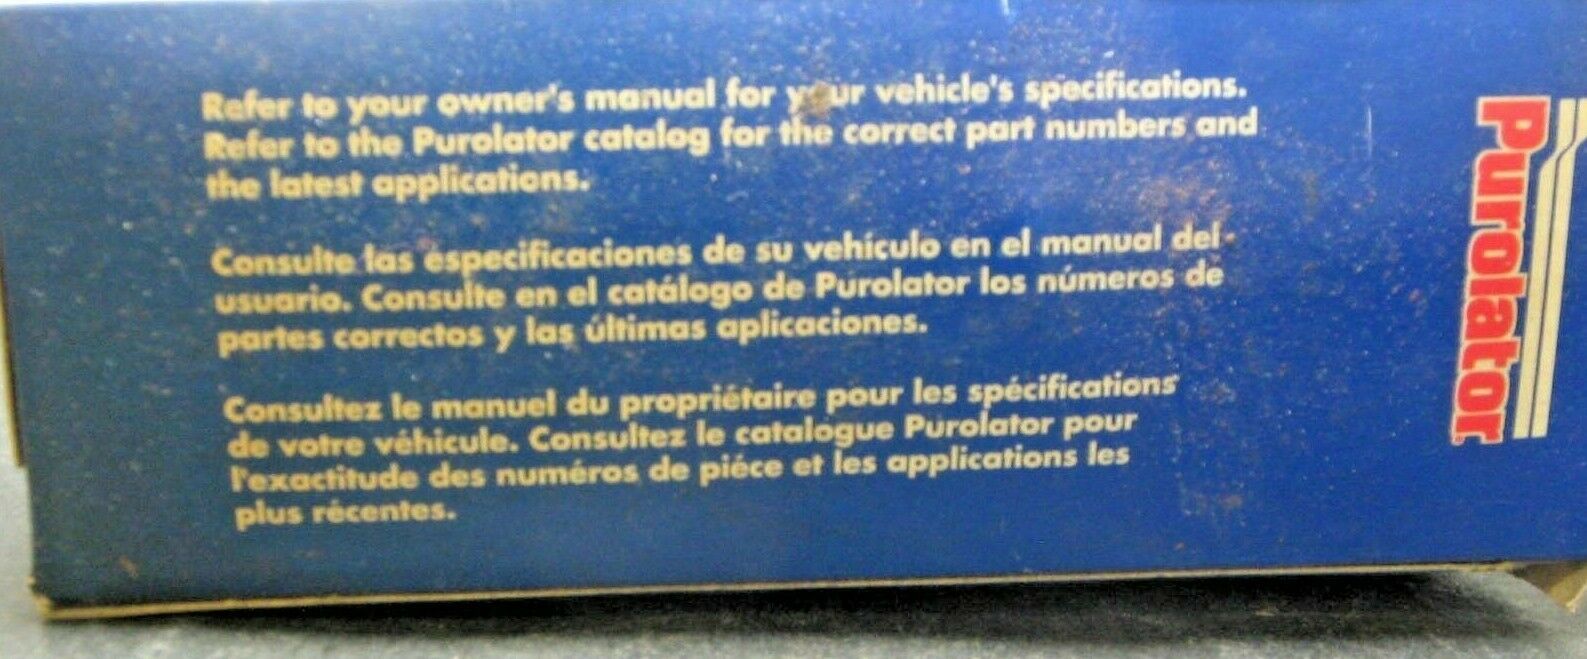 Refer to your owner's manual for your vehicle's specifications.
Refer to the Purolator catalog for the correct part numbers and
the latest applications.
Consulte las especificaciones de su vehículo en el manual del
usuario. Consulte en el catálogo de Purolator los números de
partes correctos y las últimas aplicaciones.
Consultez le manuel du propriétaire pour les spécifications
de votre véhicule. Consultez le catalogue Purolator pour
l'exactitude des numéros de piéce et les applications les
plus récentes.
Purolator